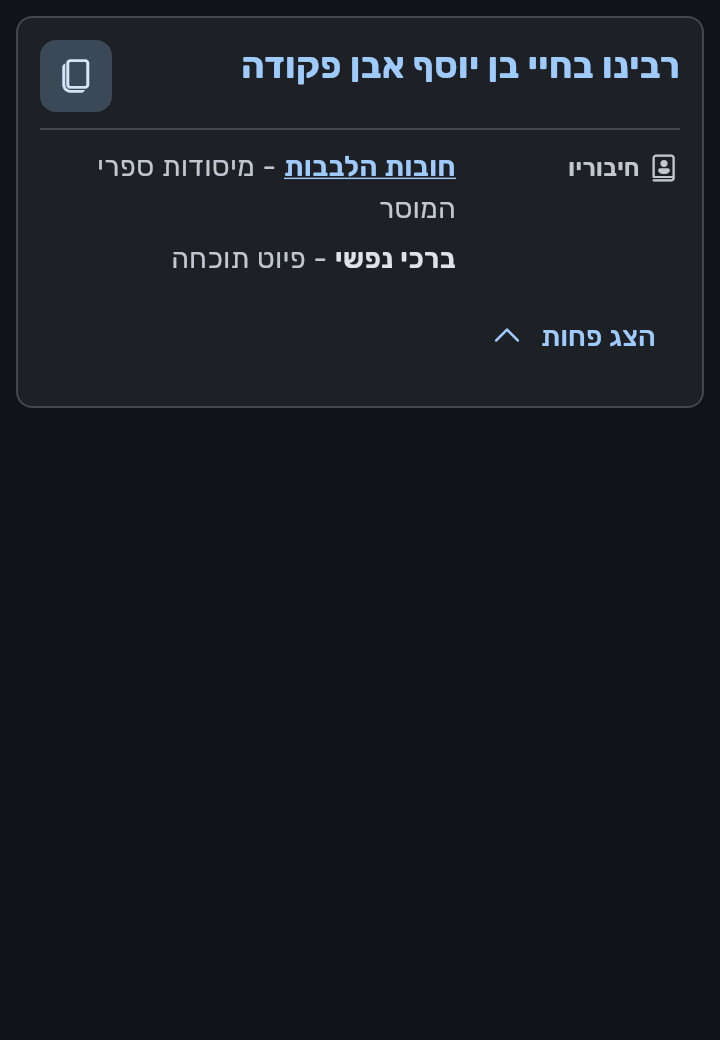 רבינו בחיי בן יוסף אבן פקודה
חיבוריו
חובות הלבבות - מיסודות ספרי
המוסר
ברכי נפשי - פיוט תוכחה
הצג פחות